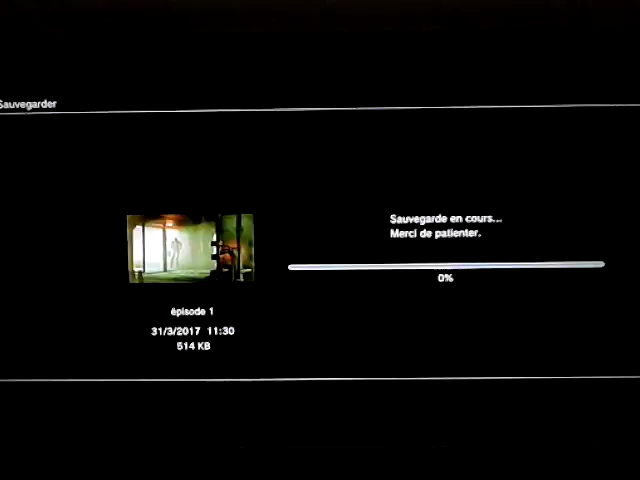 Sauvegarder
Sauvegarde en cours...
Merci de patienter.
0%
épisode 1
31/3/2017 11:30
514 KB